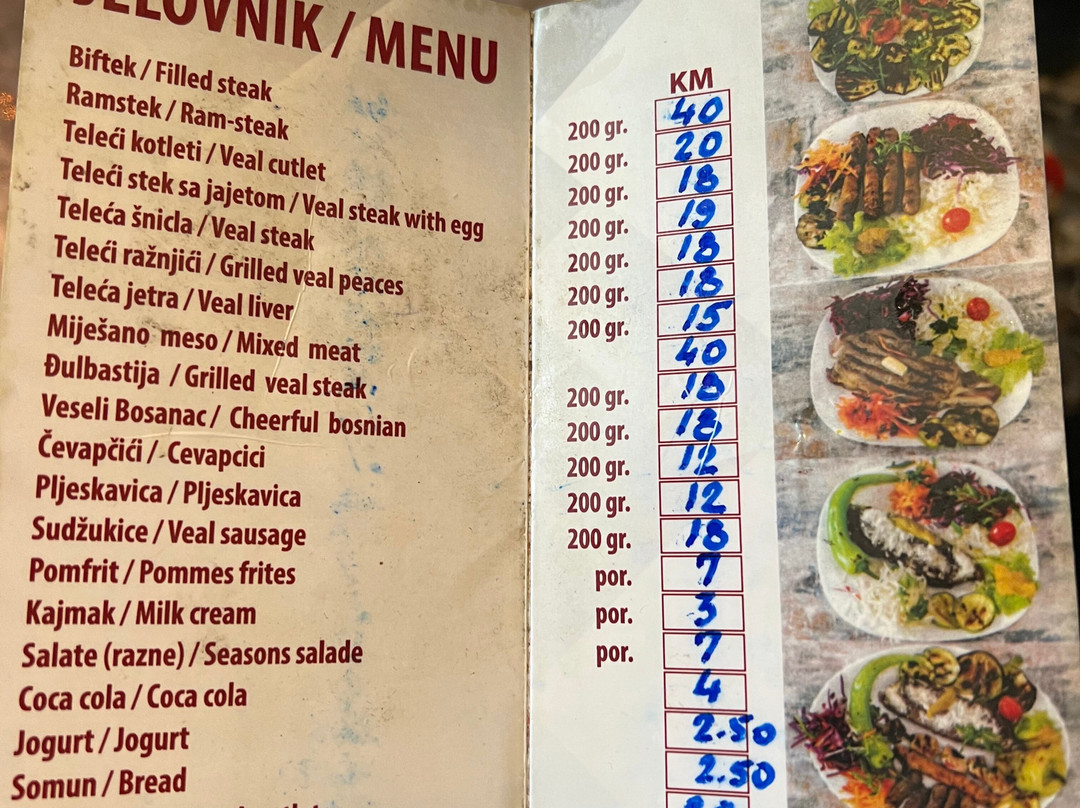 JELOVNIK / MENU
KM
Biftek / Filled steak 200 gr. 40
Ramstek / Ram-steak 200 gr. 20
Teleći kotleti / Veal cutlet 200 gr. 18
Teleći stek sa jajetom / Veal steak with egg 200 gr. 19
Teleća šnicla / Veal steak 200 gr. 18
Teleći ražnjići / Grilled veal peaces 200 gr. 18
Teleća jetra / Veal liver 200 gr. 15
Miješano meso / Mixed meat 40
Đulbastija / Grilled veal steak 200 gr. 18
Veseli Bosanac / Cheerful bosnian 200 gr. 18
Čevapčići / Cevapcici 200 gr. 12
Pljeskavica / Pljeskavica 200 gr. 12
Sudžukice / Veal sausage 200 gr. 18
Pomfrit / Pommes frites por. 7
Kajmak / Milk cream por. 3
Salate (razne) / Seasons salade por. 7
Coca cola / Coca cola 4
Jogurt / Jogurt 2.50
Somun / Bread 2.50